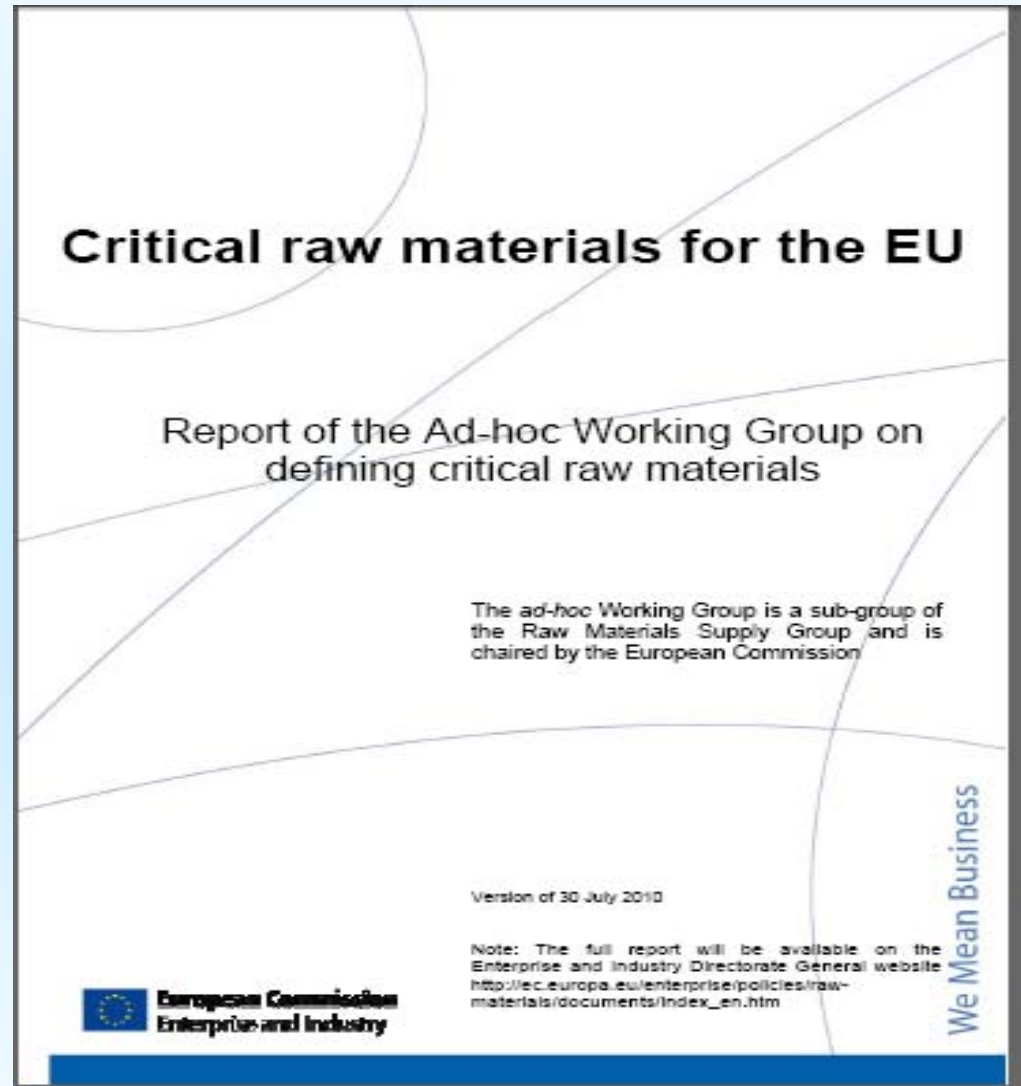 Critical raw materials for the EU
Report of the Ad-hoc Working Group on
defining critical raw materials
The ad-hoc Working Group is a sub-group of
the Raw Materials Supply Group and is
chaired by the European Commission
Version of 30 July 2010
Note: The full report will be available on the
Enterprise and Industry Directorate General website
http://ec.europa.eu/enterprise/policies/raw-
materials/documents/index_en.htm
European Commission
Enterprise and Industry
We Mean Business